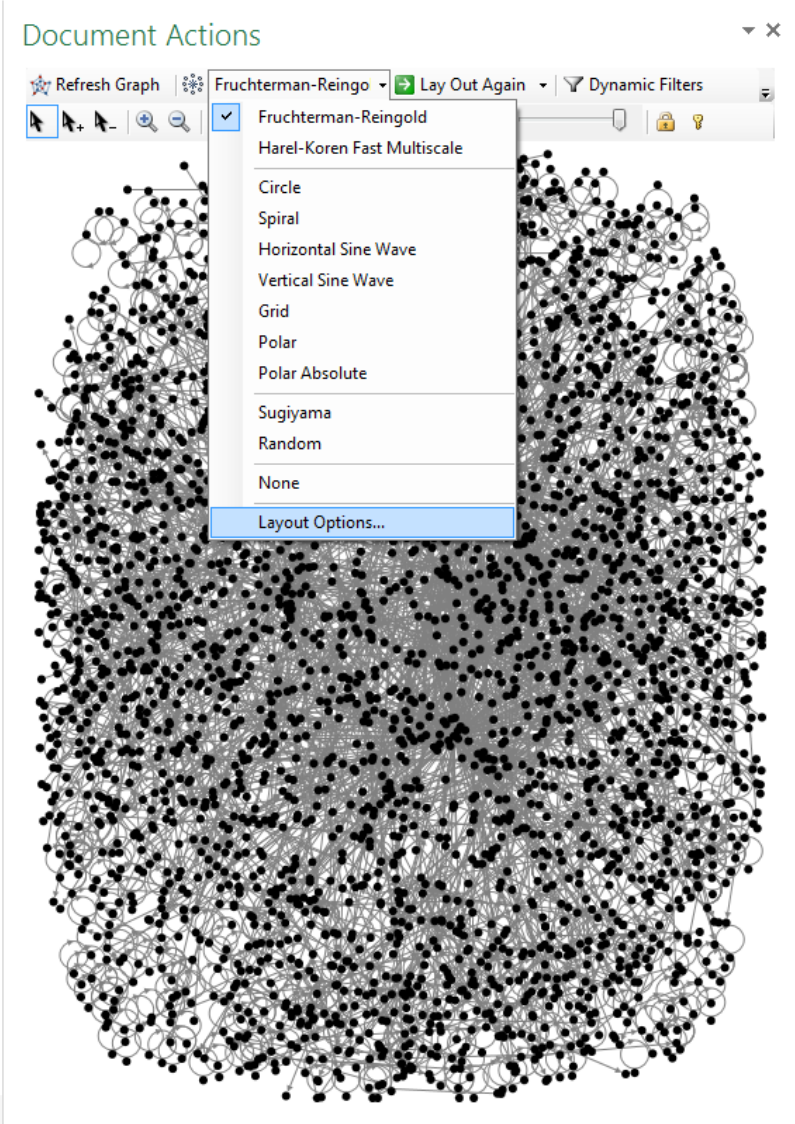 Document Actions
Refresh Graph Fruchterman-Reingo Lay Out Again Dynamic Filters
Fruchterman-Reingold
Harel-Koren Fast Multiscale
Circle
Spiral
Horizontal Sine Wave
Vertical Sine Wave
Grid
Polar
Polar Absolute
Sugiyama
Random
None
Layout Options...